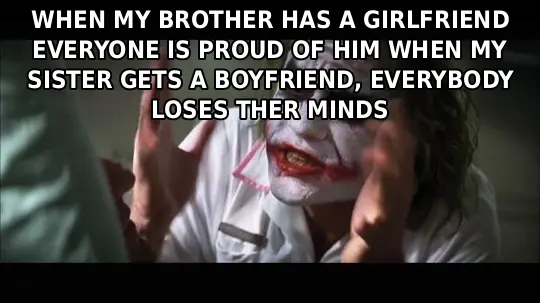 WHEN MY BROTHER HAS A GIRLFRIEND
EVERYONE IS PROUD OF HIM WHEN MY
SISTER GETS A BOYFRIEND, EVERYBODY
LOSES THER MINDS